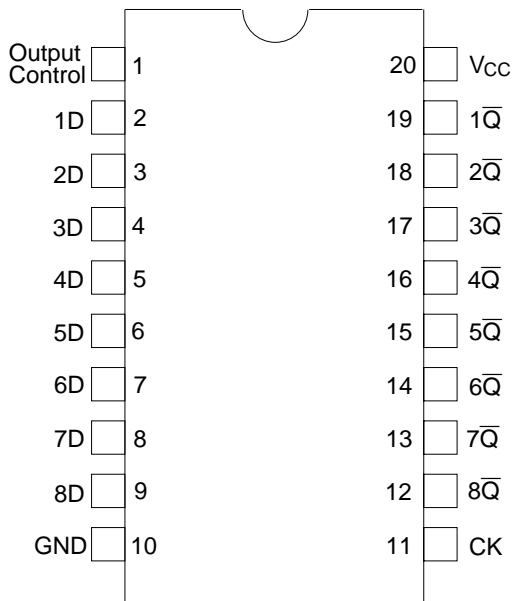 Output
Control 1 20 VCC
1D 2 19 1Q̅
2D 3 18 2Q̅
3D 4 17 3Q̅
4D 5 16 4Q̅
5D 6 15 5Q̅
6D 7 14 6Q̅
7D 8 13 7Q̅
8D 9 12 8Q̅
GND 10 11 CK